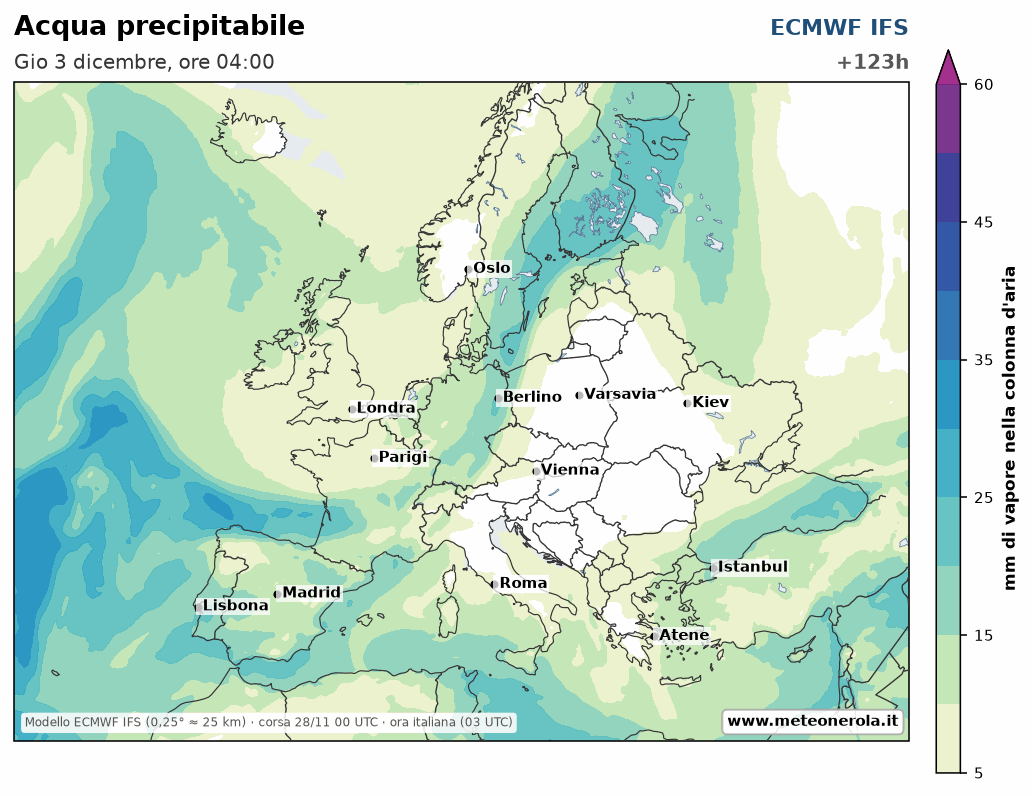 Acqua precipitabile
ECMWF IFS
Gio 3 dicembre, ore 04:00
+123h
60
45
35
25
15
5
mm di vapore nella colonna d'aria
Oslo
Berlino
Varsavia
Kiev
Londra
Parigi
Vienna
Istanbul
Roma
Madrid
Lisbona
Atene
Modello ECMWF IFS (0,25° ≈ 25 km) · corsa 28/11 00 UTC · ora italiana (03 UTC)
www.meteonerola.it